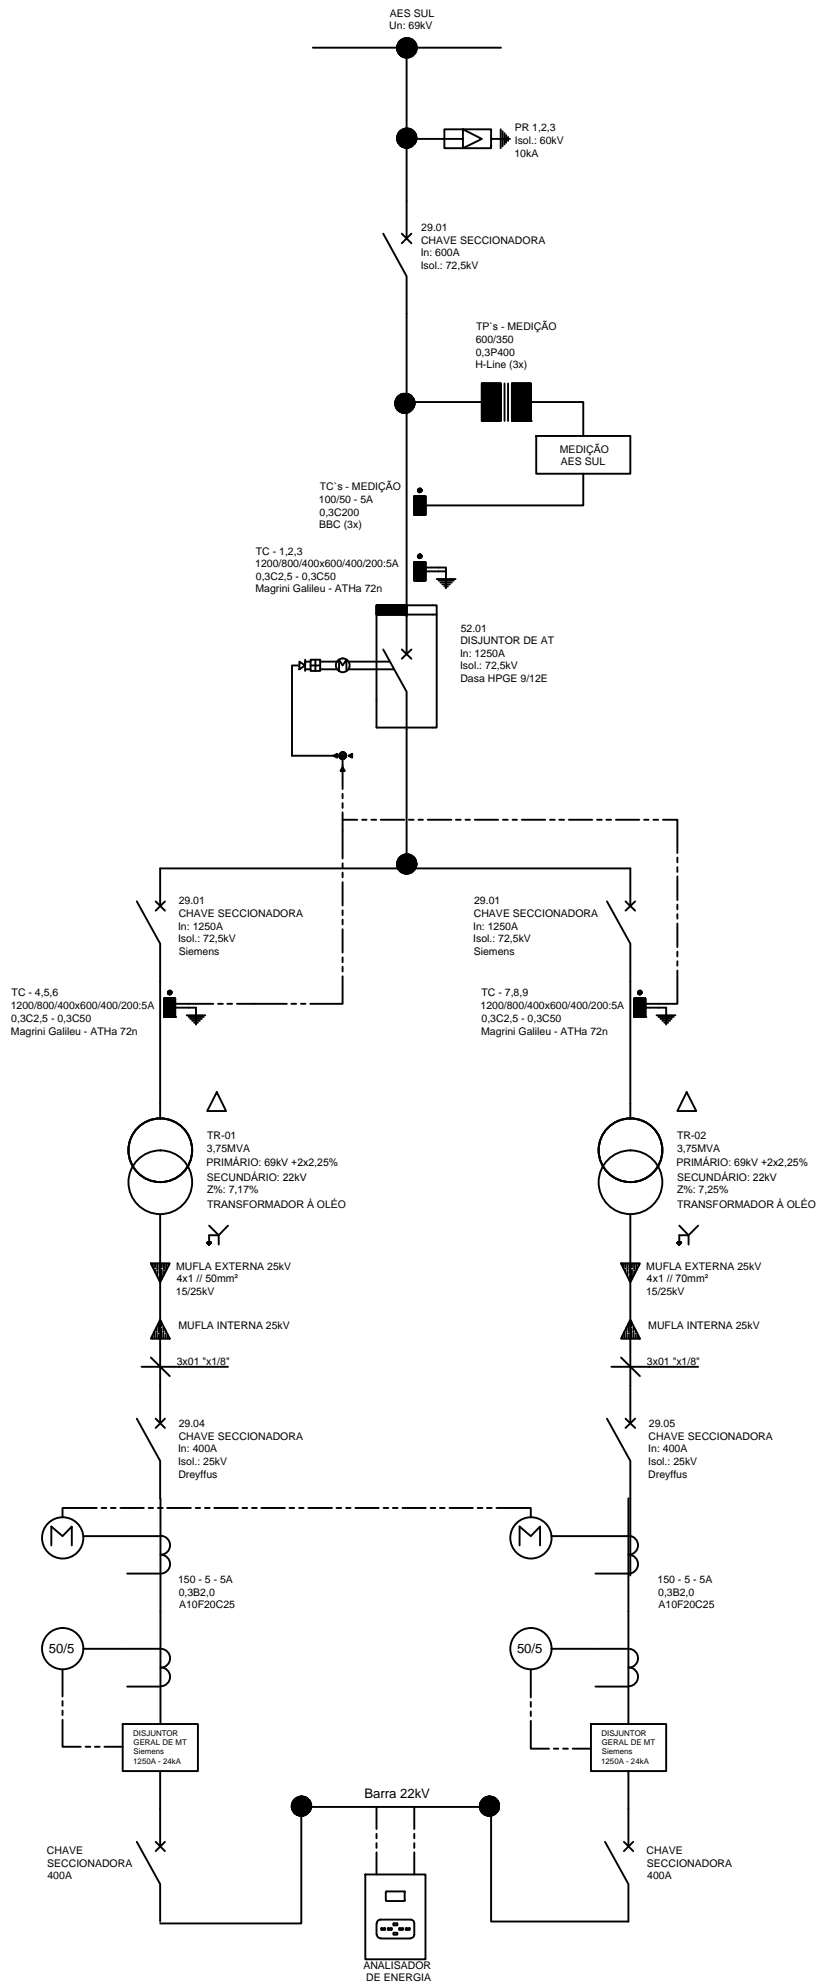 AES SUL
Un: 69kV
PR 1,2,3
Isol.: 60kV
10kA
29.01
CHAVE SECCIONADORA
In: 600A
Isol.: 72,5kV
TP`s - MEDIÇÃO
600/350
0,3P400
H-Line (3x)
MEDIÇÃO
AES SUL
TC`s - MEDIÇÃO
100/50 - 5A
0,3C200
BBC (3x)
TC - 1,2,3
1200/800/400x600/400/200:5A
0,3C2,5 - 0,3C50
Magrini Galileu - ATHa 72n
52.01
DISJUNTOR DE AT
In: 1250A
Isol.: 72,5kV
Dasa HPGE 9/12E
M
29.01
CHAVE SECCIONADORA
In: 1250A
Isol.: 72,5kV
Siemens
29.01
CHAVE SECCIONADORA
In: 1250A
Isol.: 72,5kV
Siemens
TC - 4,5,6
1200/800/400x600/400/200:5A
0,3C2,5 - 0,3C50
Magrini Galileu - ATHa 72n
TC - 7,8,9
1200/800/400x600/400/200:5A
0,3C2,5 - 0,3C50
Magrini Galileu - ATHa 72n
TR-01
3,75MVA
PRIMÁRIO: 69kV +2x2,25%
SECUNDÁRIO: 22kV
Z%: 7,17%
TRANSFORMADOR À OLÉO
TR-02
3,75MVA
PRIMÁRIO: 69kV +2x2,25%
SECUNDÁRIO: 22kV
Z%: 7,25%
TRANSFORMADOR À OLÉO
MUFLA EXTERNA 25kV
4x1 // 50mm²
15/25kV
MUFLA EXTERNA 25kV
4x1 // 70mm²
15/25kV
MUFLA INTERNA 25kV
MUFLA INTERNA 25kV
3x01 "x1/8"
3x01 "x1/8"
29.04
CHAVE SECCIONADORA
In: 400A
Isol.: 25kV
Dreyffus
29.05
CHAVE SECCIONADORA
In: 400A
Isol.: 25kV
Dreyffus
M
M
150 - 5 - 5A
0,3B2,0
A10F20C25
150 - 5 - 5A
0,3B2,0
A10F20C25
50/5
50/5
DISJUNTOR
GERAL DE MT
Siemens
1250A - 24kA
DISJUNTOR
GERAL DE MT
Siemens
1250A - 24kA
Barra 22kV
CHAVE
SECCIONADORA
400A
CHAVE
SECCIONADORA
400A
ANALISADOR
DE ENERGIA